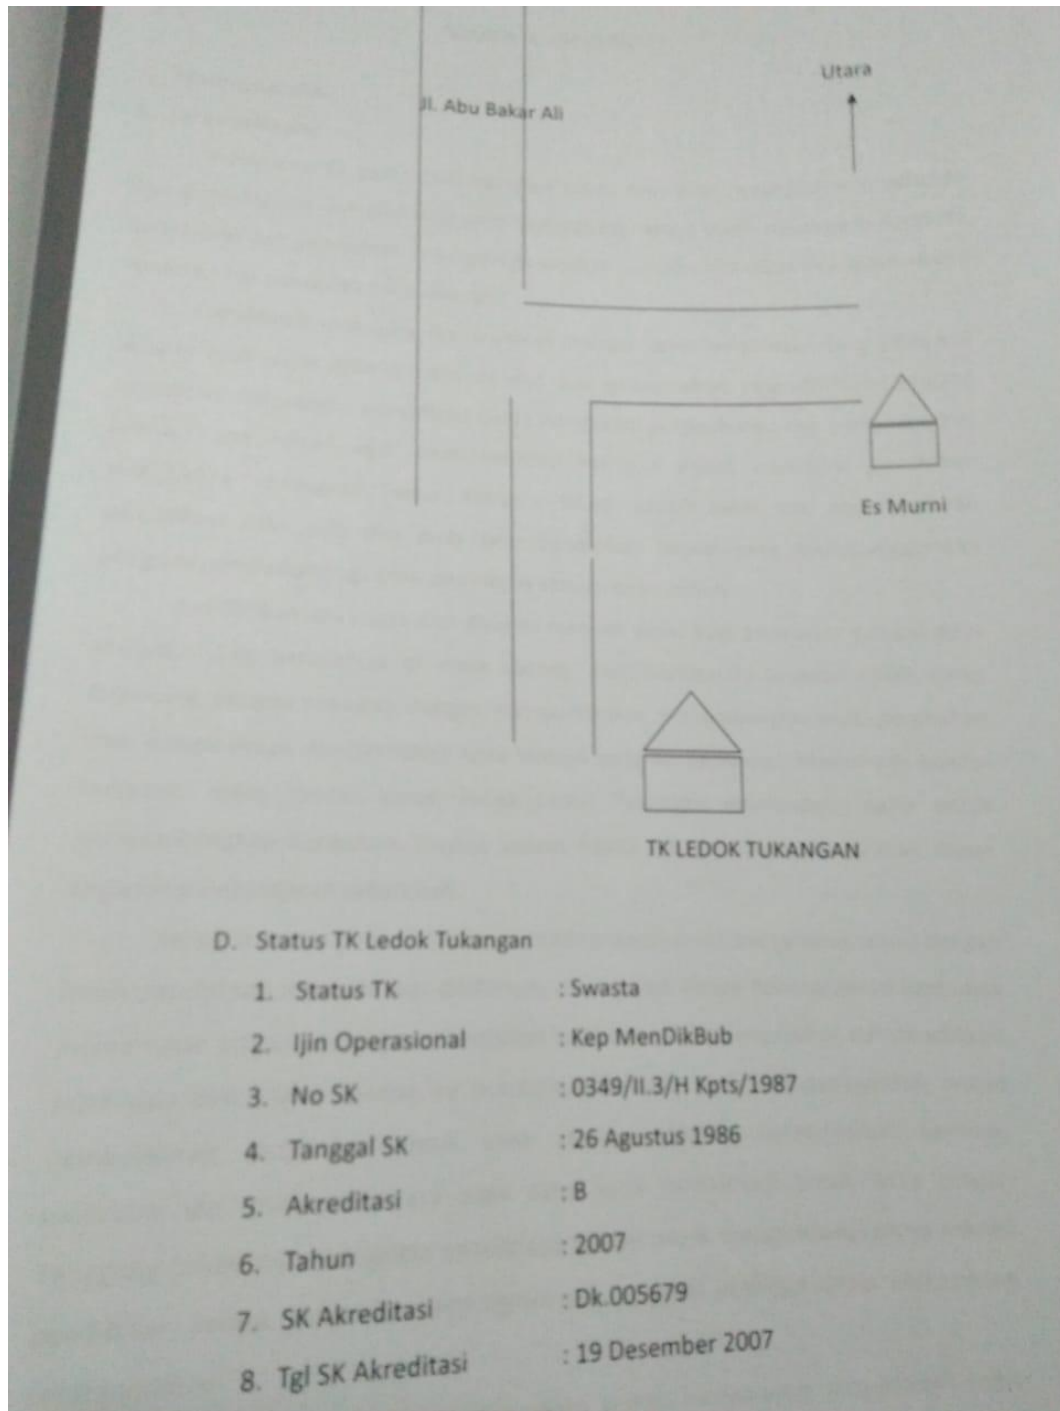 Utara
Jl. Abu Bakar Ali
Es Murni
TK LEDOK TUKANGAN
D. Status TK Ledok Tukangan
1. Status TK : Swasta
2. Ijin Operasional : Kep MenDikBub
3. No SK : 0349/II.3/H Kpts/1987
4. Tanggal SK : 26 Agustus 1986
5. Akreditasi : B
6. Tahun : 2007
7. SK Akreditasi : Dk.005679
8. Tgl SK Akreditasi : 19 Desember 2007